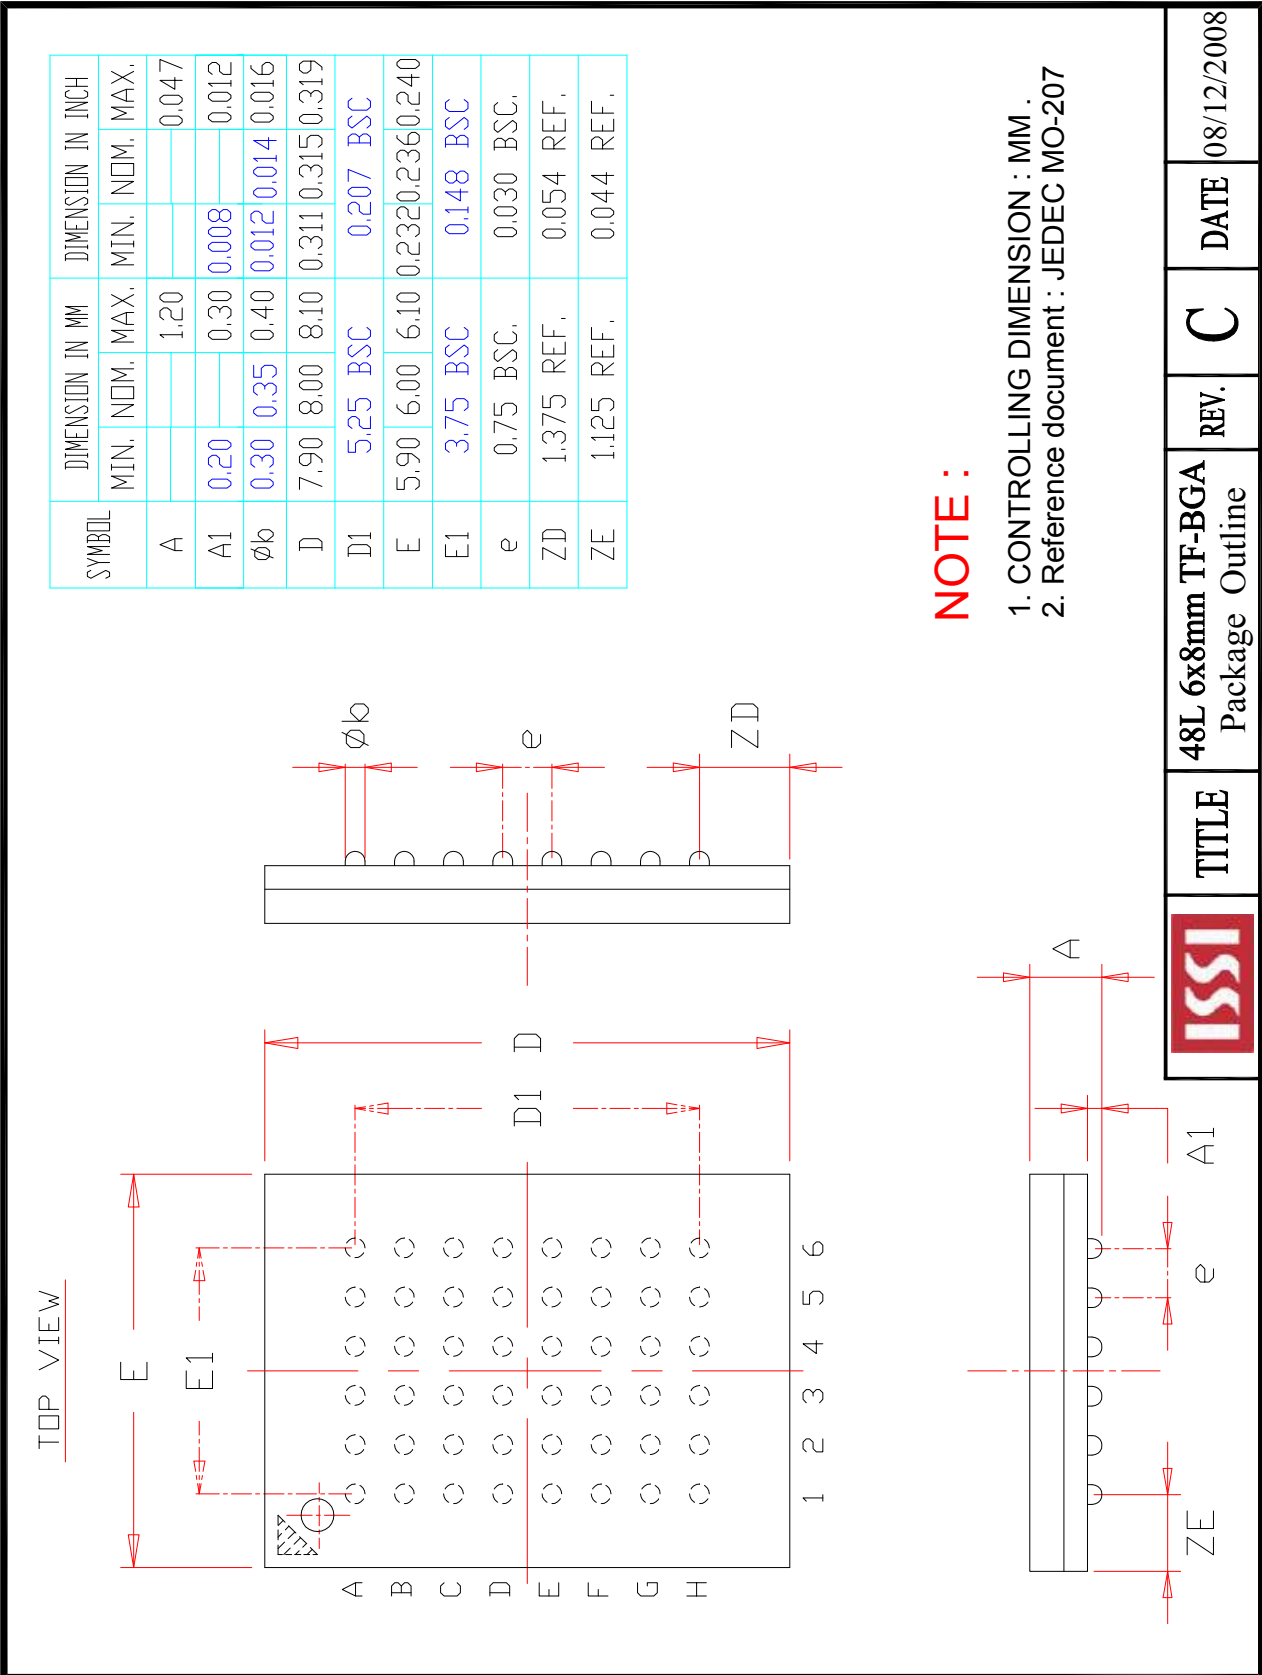 TOP VIEW
E
E1
A
B
C
D
E
F
G
H
1 2 3 4 5 6
D1
D
Øb
e
ZD
ZE
e
A1
A
SYMBOL DIMENSION IN MM DIMENSION IN INCH
MIN. NOM. MAX. MIN. NOM. MAX.
A 1.20 0.047
A1 0.20 0.30 0.008 0.012
Øb 0.30 0.35 0.40 0.012 0.014 0.016
D 7.90 8.00 8.10 0.311 0.315 0.319
D1 5.25 BSC 0.207 BSC
E 5.90 6.00 6.10 0.232 0.236 0.240
E1 3.75 BSC 0.148 BSC
e 0.75 BSC. 0.030 BSC.
ZD 1.375 REF. 0.054 REF.
ZE 1.125 REF. 0.044 REF.
NOTE :
1. CONTROLLING DIMENSION : MM .
2. Reference document : JEDEC MO-207
ISSI
TITLE
48L 6x8mm TF-BGA
Package Outline
REV.
C
DATE
08/12/2008